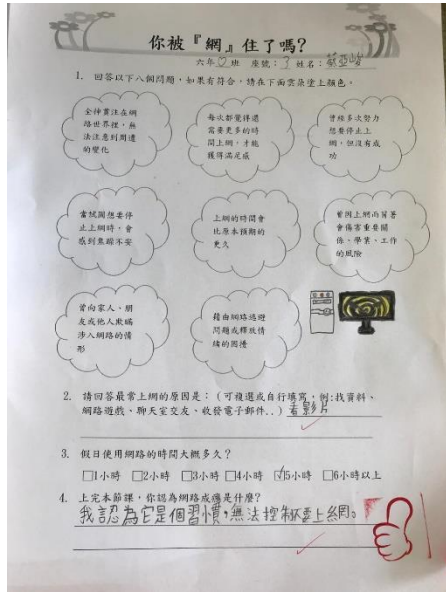 你被『網』住了嗎?
六年 班 座號: 姓名:
1. 回答以下八個問題,如果有符合,請在下面雲朵塗上顏色。
全神貫注在網
路世界裡,無
法注意到周遭
的變化
每次都覺得還
需要更多的時
間上網,才能
獲得滿足感
曾經多次努力
想要停止上
網,但沒有成
功
當試圖想要停
止上網時,會
感到焦躁不安
上網的時間會
比原本預期的
更久
曾因上網而冒著
會傷害重要關
係、學業、工作
的風險
曾向家人、朋
友或他人欺瞞
涉入網路的情
形
藉由網路逃避
問題或釋放情
緒的困擾
2. 請回答最常上網的原因是:(可複選或自行填寫,例:找資料、
網路遊戲、聊天室交友、收發電子郵件..) 看影片
3. 假日使用網路的時間大概多久?
□1小時 □2小時 □3小時 □4小時 ☑5小時 □6小時以上
4. 上完本節課,你認為網路成癮是什麼?
我認為它是個習慣,無法控制 上網。